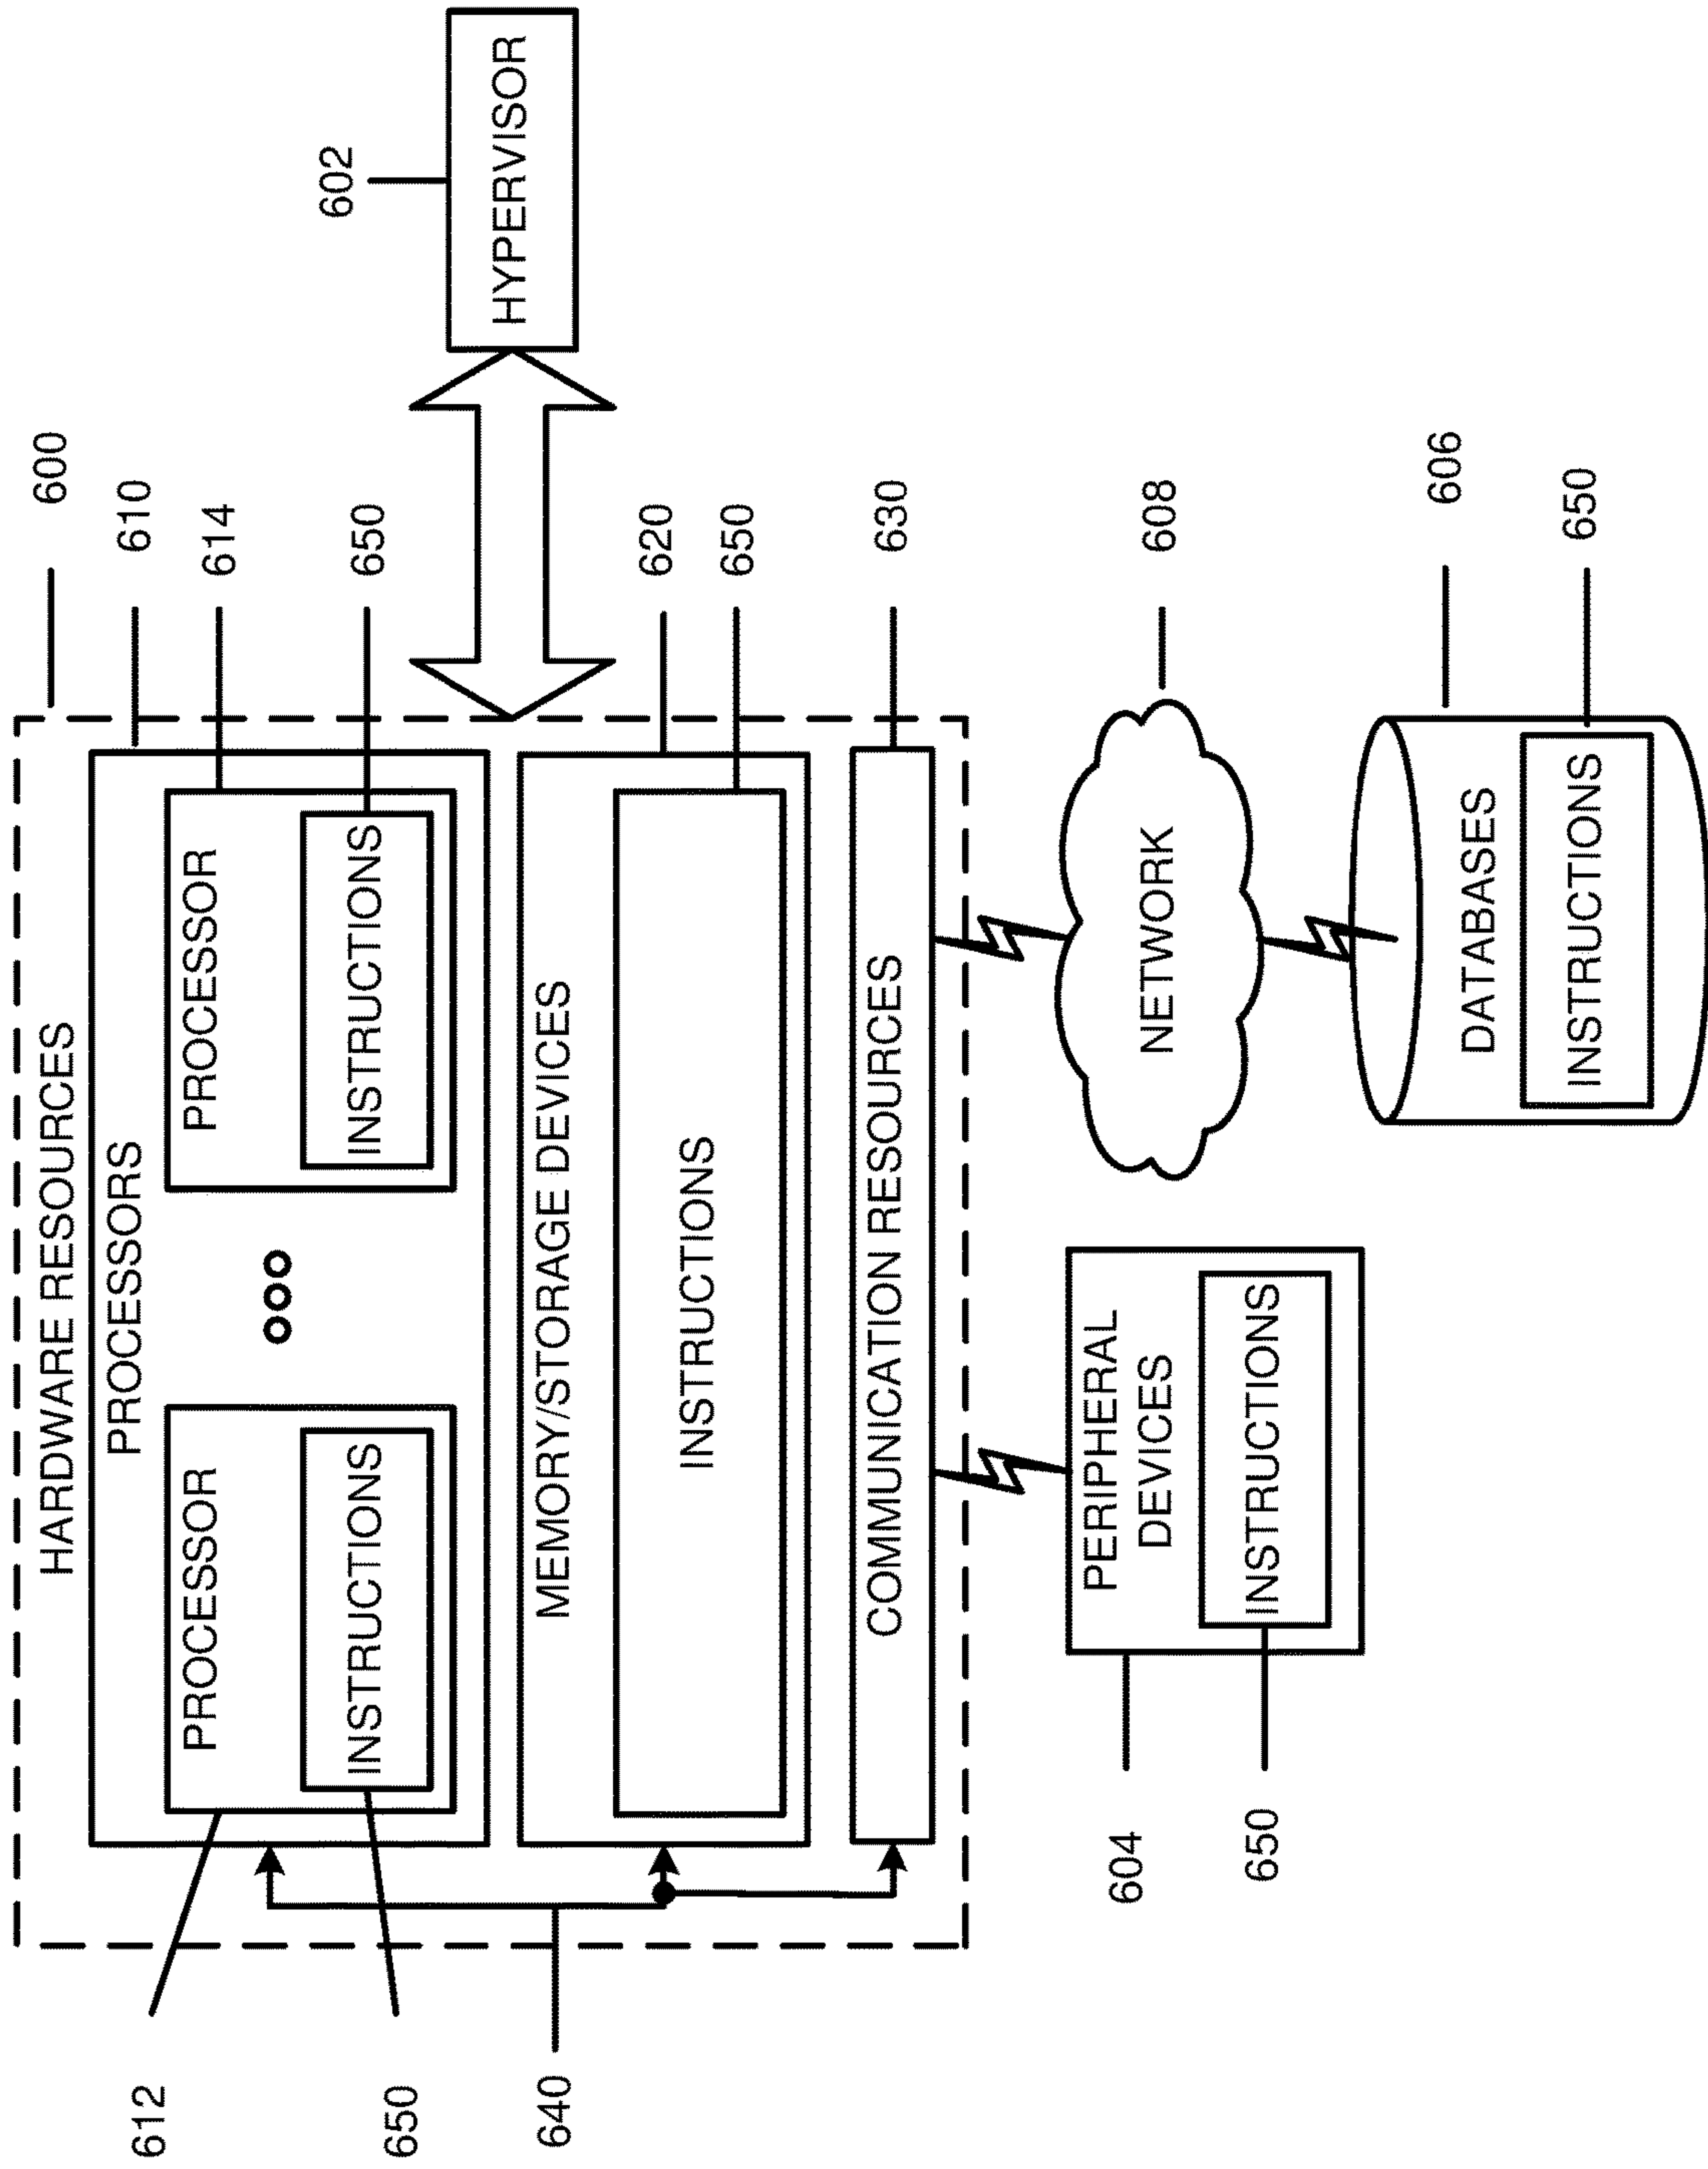 HARDWARE RESOURCES
600
PROCESSORS
610
612
PROCESSOR
INSTRUCTIONS
650
PROCESSOR
614
INSTRUCTIONS
650
602
HYPERVISOR
640
MEMORY/STORAGE DEVICES
620
INSTRUCTIONS
650
COMMUNICATION RESOURCES
630
604
PERIPHERAL
DEVICES
INSTRUCTIONS
650
NETWORK
608
DATABASES
606
INSTRUCTIONS
650